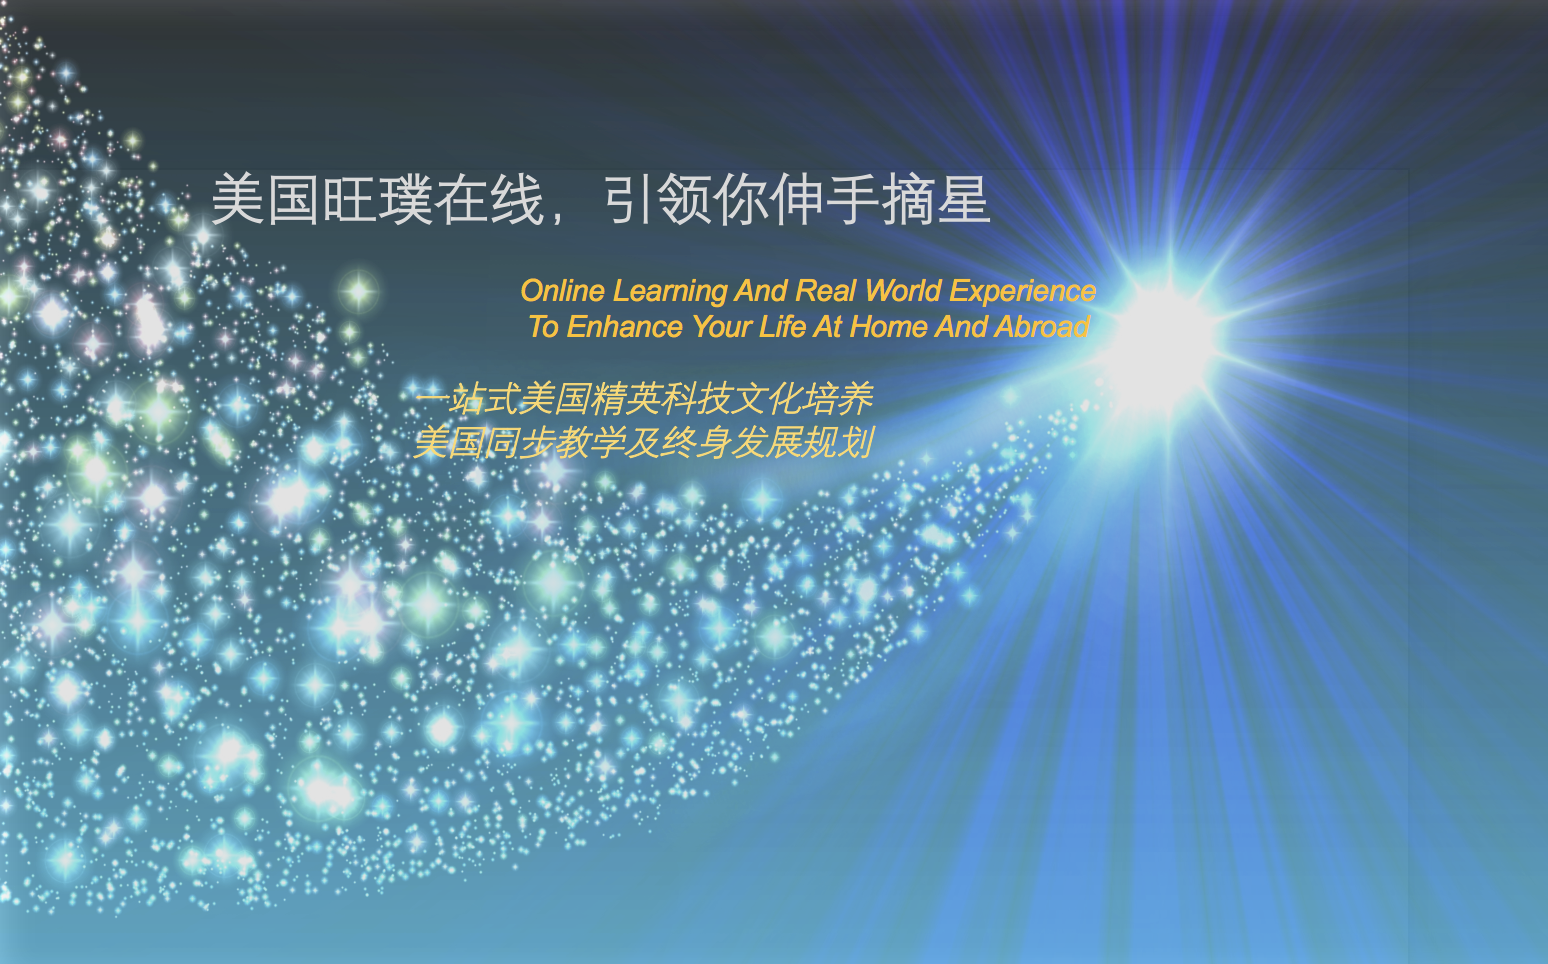 美国旺璞在线，引领你伸手摘星
Online Learning And Real World Experience
To Enhance Your Life At Home And Abroad
一站式美国精英科技文化培养
美国同步教学及终身发展规划